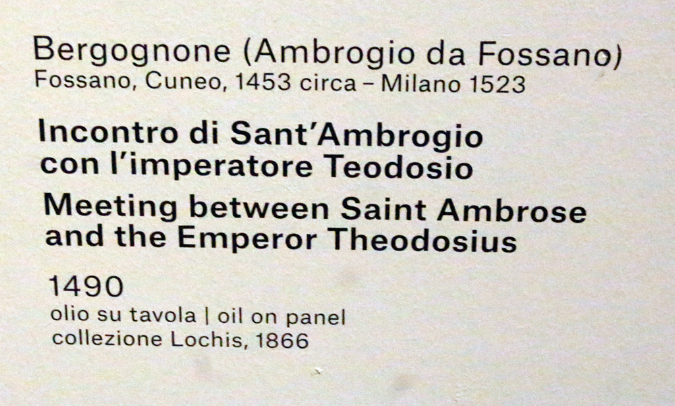 Bergognone (Ambrogio da Fossano)
Fossano, Cuneo, 1453 circa – Milano 1523
Incontro di Sant'Ambrogio
con l'imperatore Teodosio
Meeting between Saint Ambrose
and the Emperor Theodosius
1490
olio su tavola | oil on panel
collezione Lochis, 1866